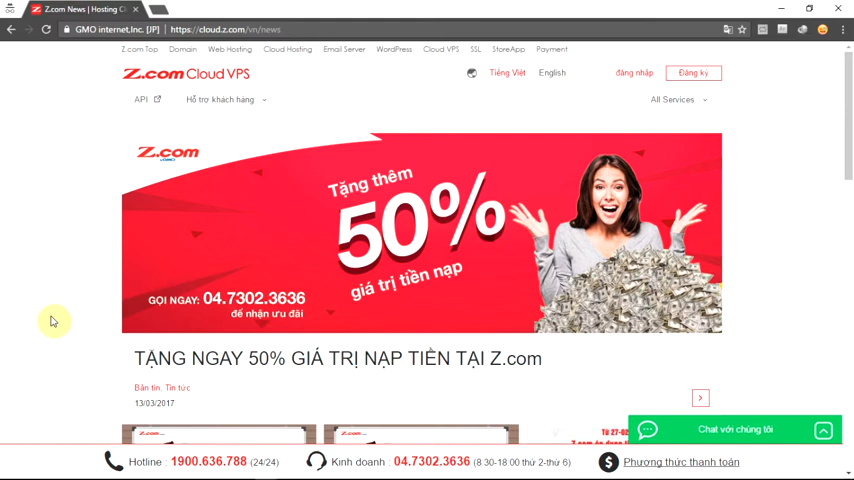 Z.com News | Hosting Cl
GMO internet,Inc. [JP] | https://cloud.z.com/vn/news
Z.com Top Domain Web Hosting Cloud Hosting Email Server WordPress Cloud VPS SSL StoreApp Payment
Z.com Cloud VPS
Tiếng Việt English đăng nhập Đăng ký
API Hỗ trợ khách hàng All Services
Z.com
Tặng thêm
50%
giá trị tiền nạp
GỌI NGAY: 04.7302.3636
để nhận ưu đãi
TẶNG NGAY 50% GIÁ TRỊ NẠP TIỀN TẠI Z.com
Bản tin, Tin tức
13/03/2017
Z.com
Z.com
Từ 27-02
Chat với chúng tôi
Hotline : 1900.636.788 (24/24) Kinh doanh : 04.7302.3636 (8:30-18:00 thứ 2-thứ 6) Phương thức thanh toán